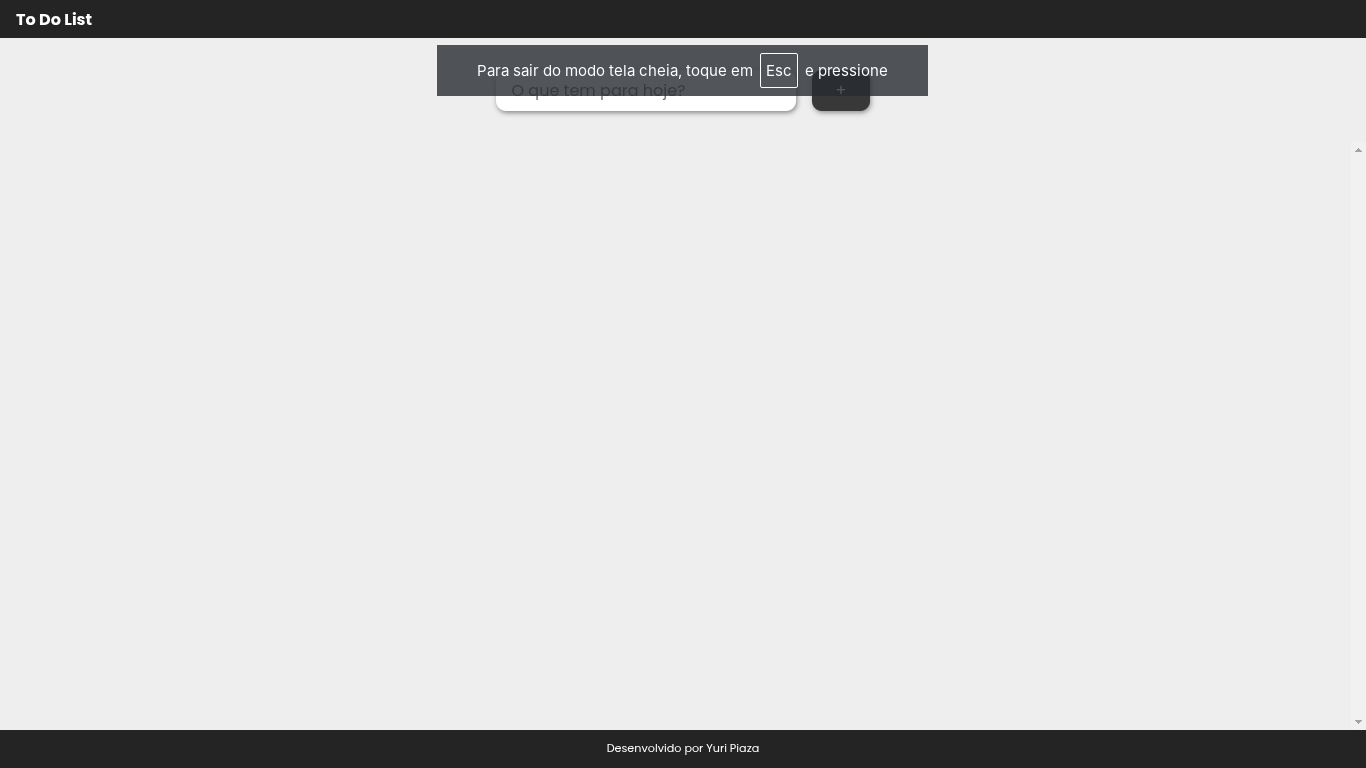 To Do List
Para sair do modo tela cheia, toque em Esc e pressione
O que tem para hoje?
+
Desenvolvido por Yuri Piaza